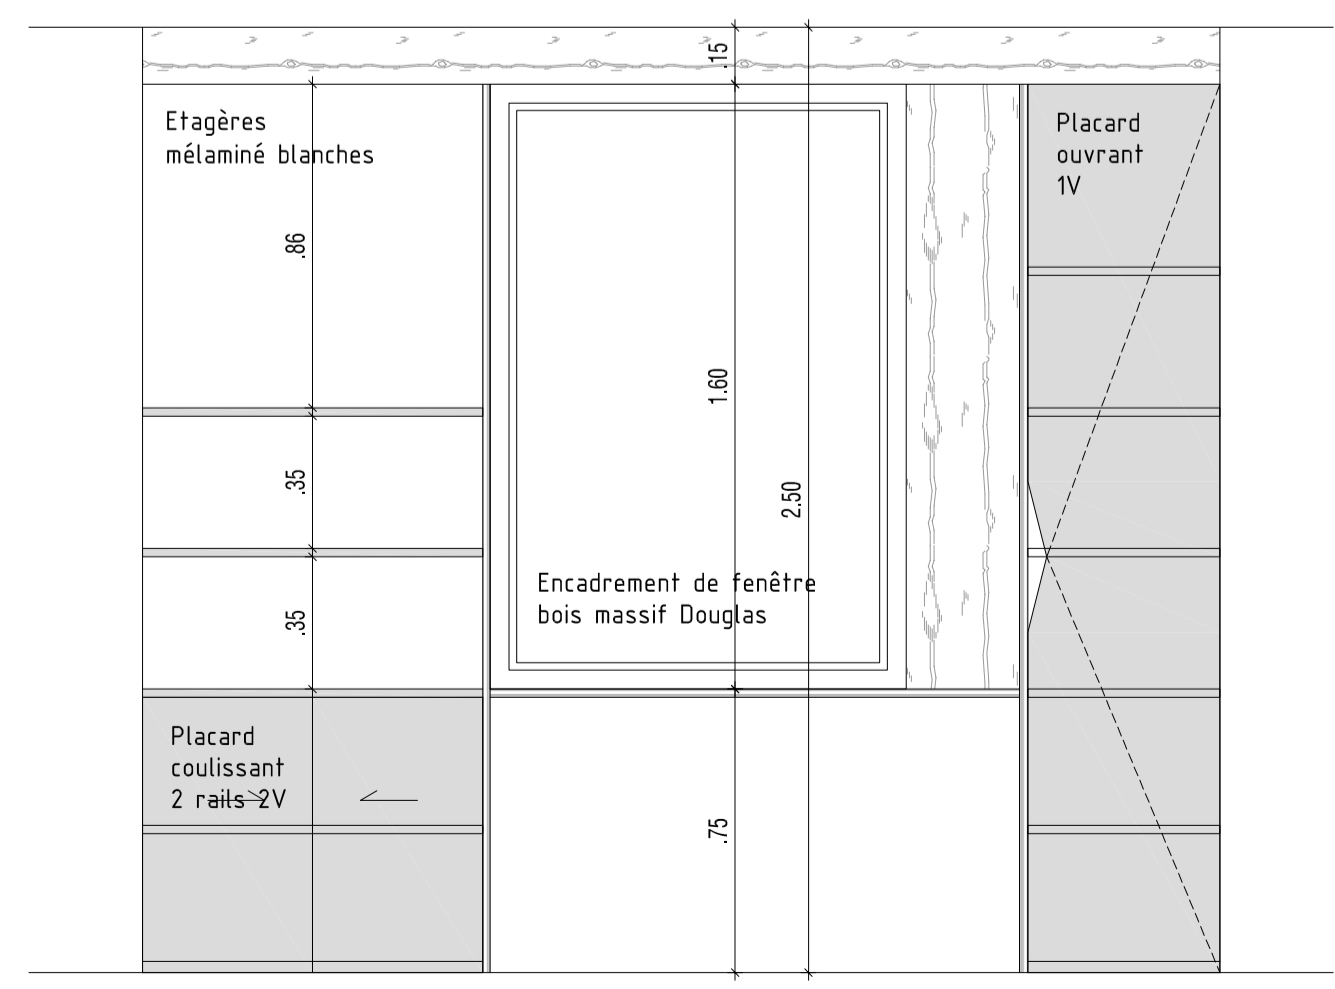 .15
Etagères
mélaminé blanches
Placard
ouvrant
1V
.86
1.60
.35
2.50
Encadrement de fenêtre
bois massif Douglas
.35
Placard
coulissant
2 rails 2V
.75